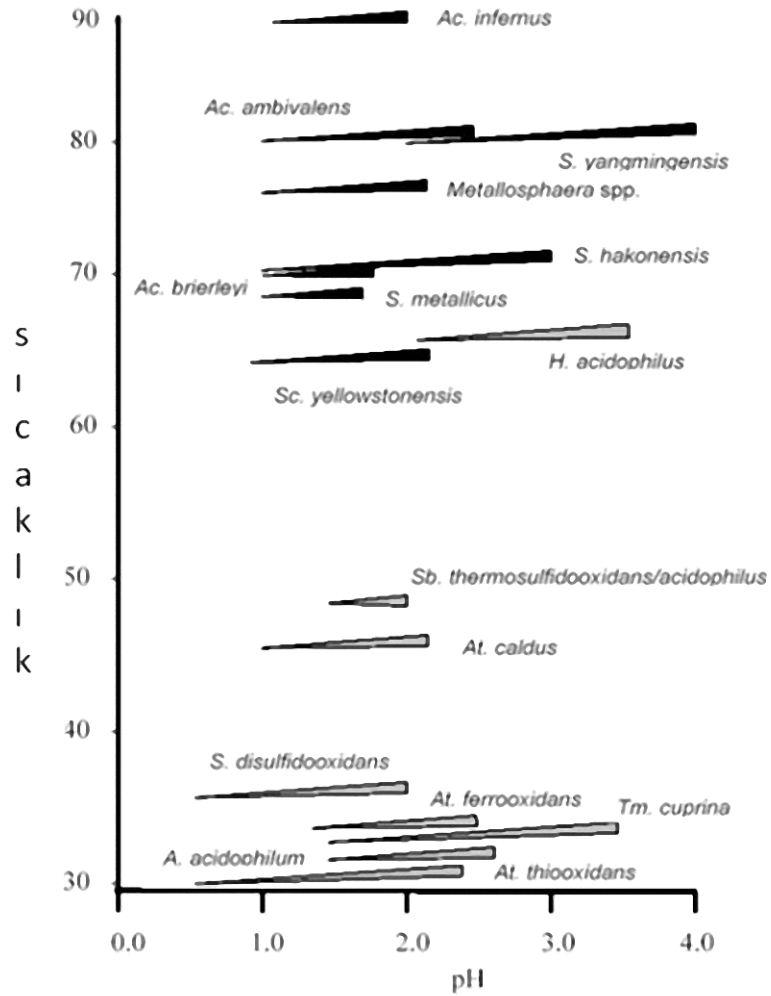 90
Ac. infernus
Ac. ambivalens
80
S. yangmingensis
Metallosphaera spp.
70
S. hakonensis
Ac. brierleyi
S. metallicus
H. acidophilus
Sc. yellowstonensis
60
sıcaklık
50
Sb. thermosulfidooxidans/acidophilus
At. caldus
40
S. disulfidooxidans
At. ferrooxidans
Tm. cuprina
A. acidophilum
At. thiooxidans
30
0.0 1.0 2.0 3.0 4.0
pH